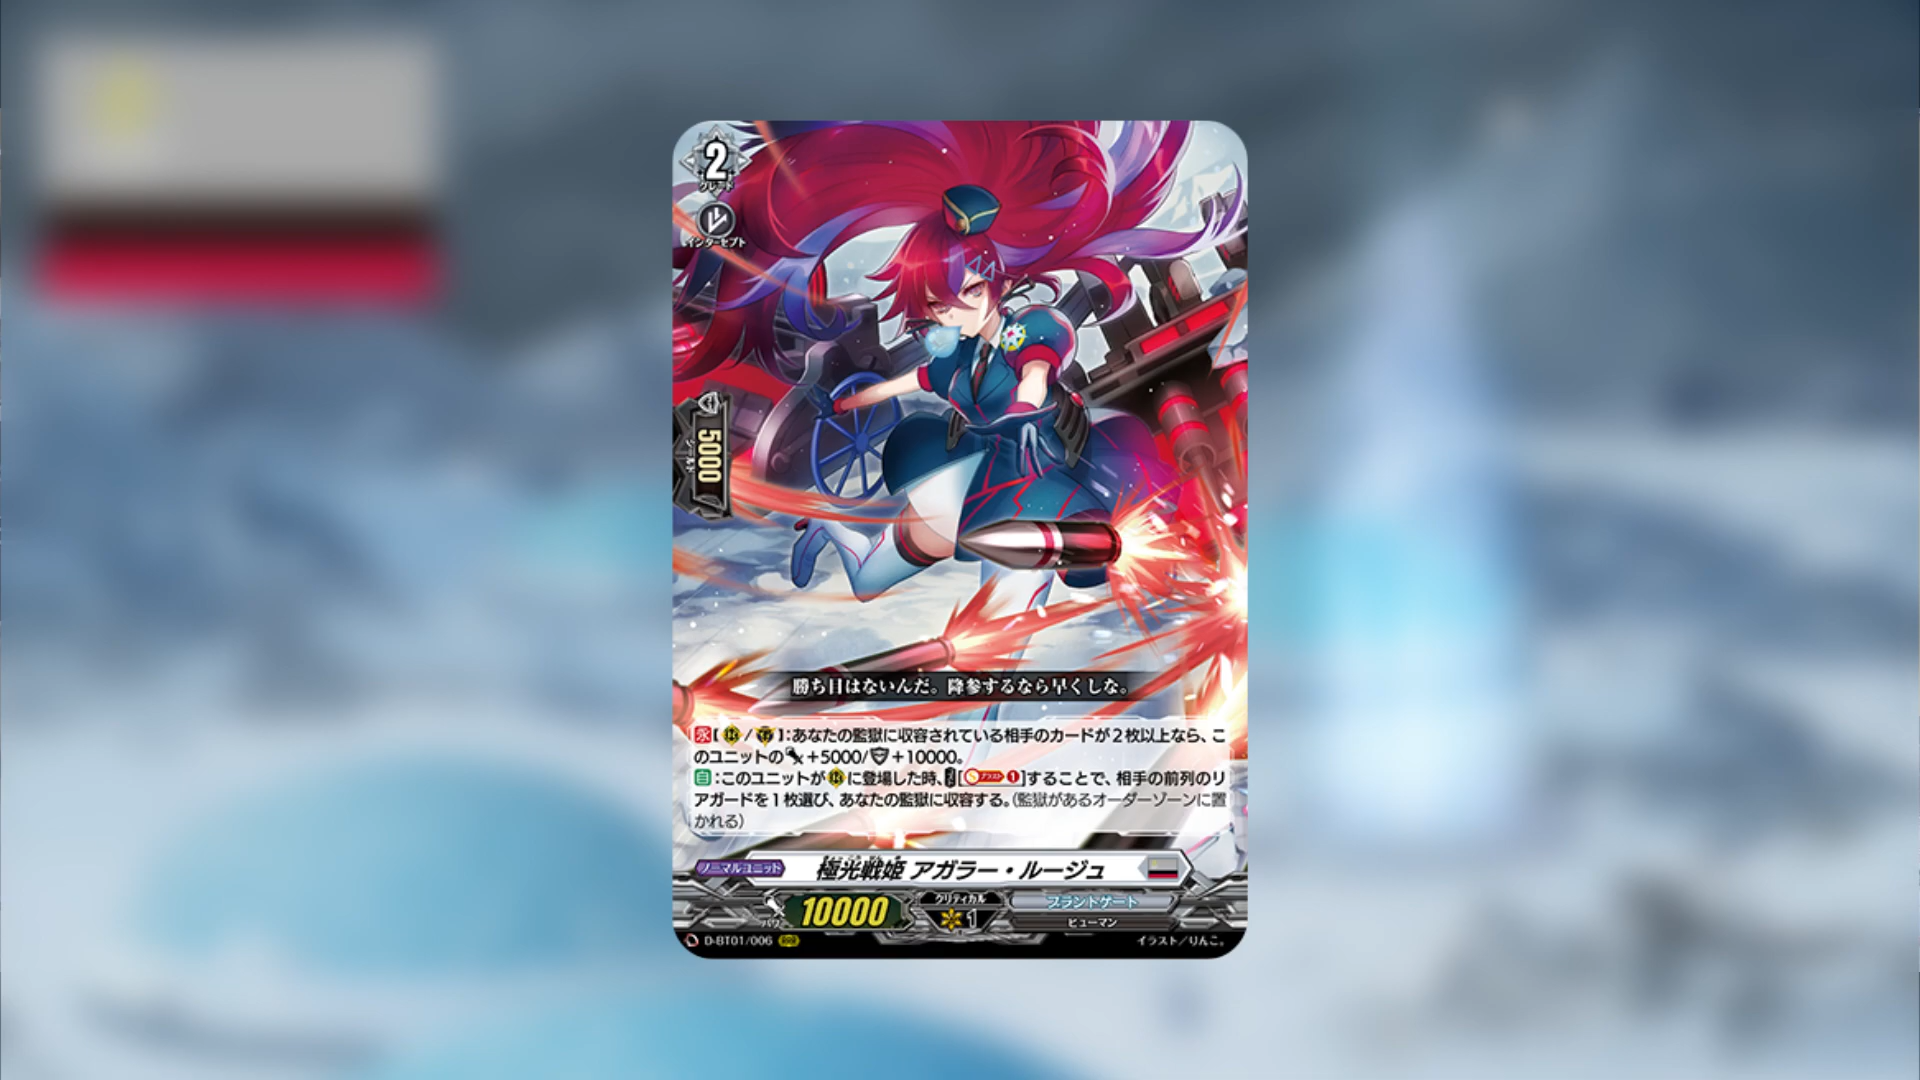 2
グレード
インターセプト
5000
シールド
勝ち目はないんだ。降参するなら早くしな。
永【 R / G 】:あなたの監獄に収容されている相手のカードが2枚以上なら、こ
のユニットの+5000/+10000。
自:このユニットがRに登場した時、[ブラスト1]することで、相手の前列のリ
アガードを1枚選び、あなたの監獄に収容する。(監獄があるオーダーゾーンに置
かれる)
ノーマルユニット
極光戦姫 アガラー・ルージュ
パワー
10000
クリティカル
1
ブラントゲート
ヒューマン
D-BT01/006 RRR
イラスト/りんこ。